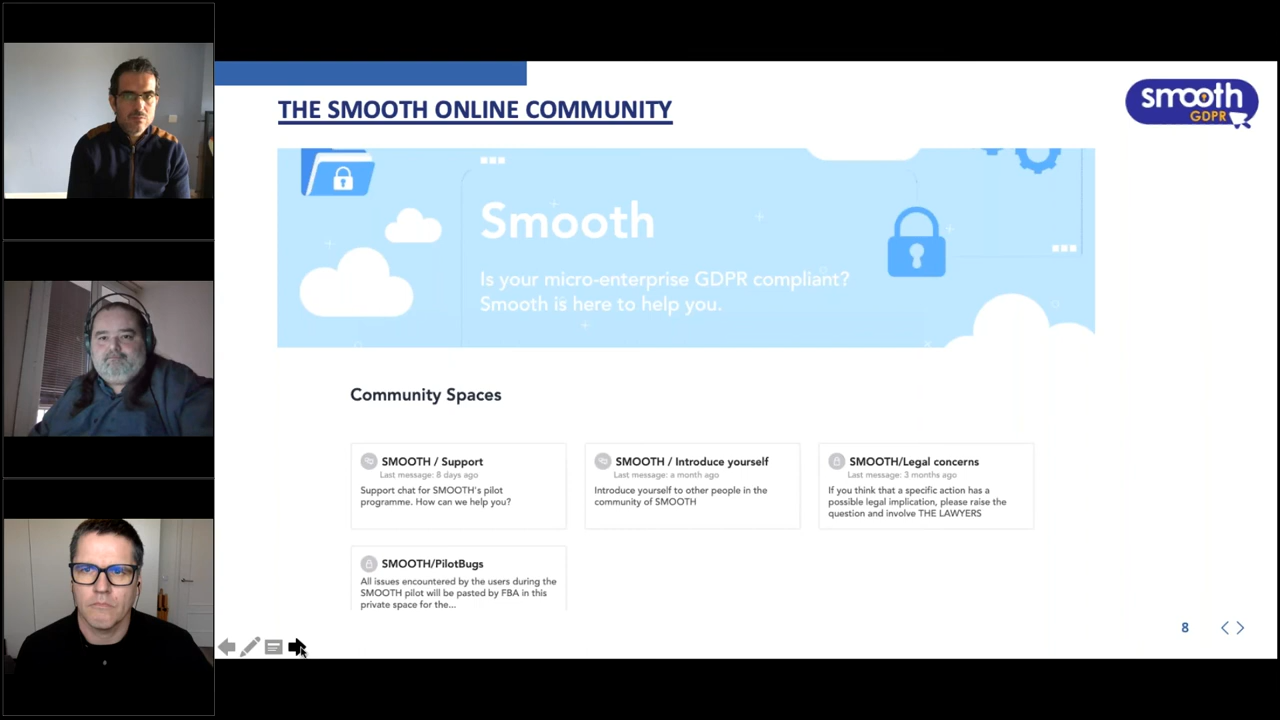 THE SMOOTH ONLINE COMMUNITY
smooth
GDPR
Smooth
Is your micro-enterprise GDPR compliant?
Smooth is here to help you.
Community Spaces
SMOOTH / Support
Last message: 8 days ago
Support chat for SMOOTH's pilot
programme. How can we help you?
SMOOTH / Introduce yourself
Last message: a month ago
Introduce yourself to other people in the
community of SMOOTH
SMOOTH/Legal concerns
Last message: 3 months ago
If you think that a specific action has a
possible legal implication, please raise the
question and involve THE LAWYERS
SMOOTH/PilotBugs
All issues encountered by the users during the
SMOOTH pilot will be pasted by FBA in this
private space for the...
8